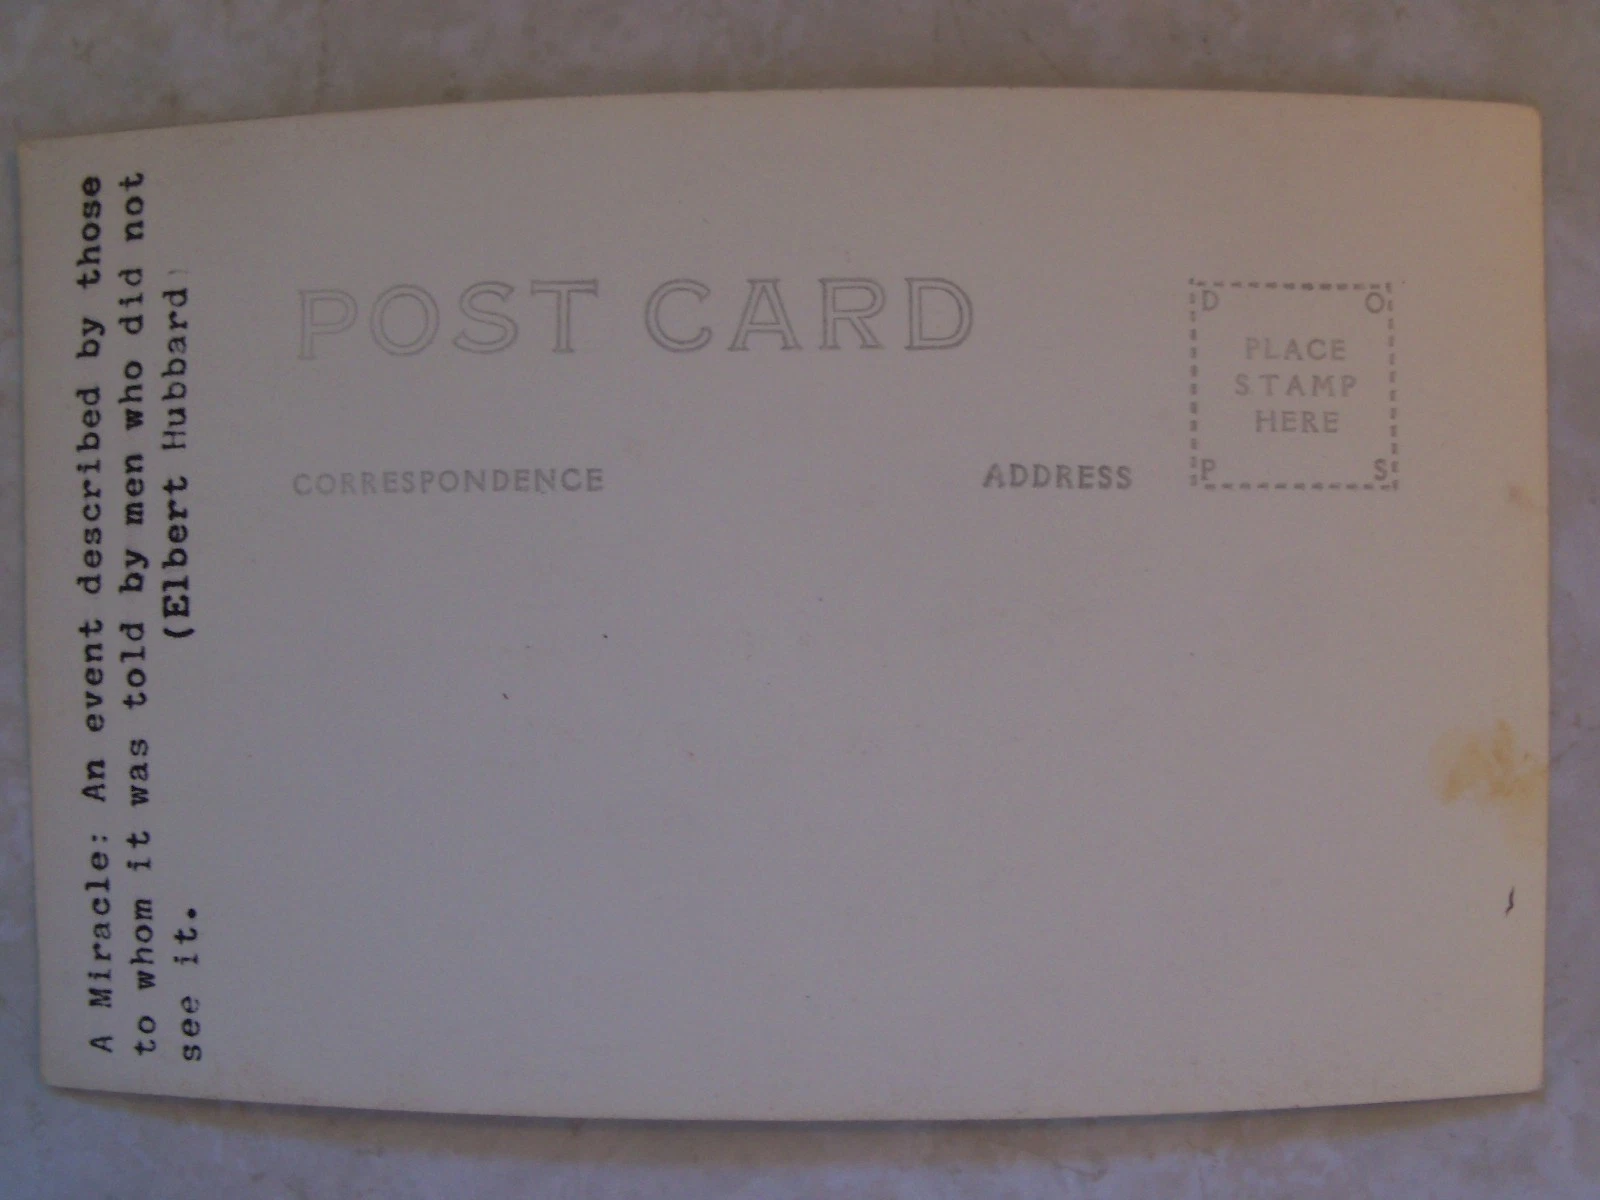 A Miracle: An event described by those
to whom it was told by men who did not
see it.          (Elbert Hubbard)
POST CARD
CORRESPONDENCE
ADDRESS
D O
PLACE
STAMP
HERE
P S